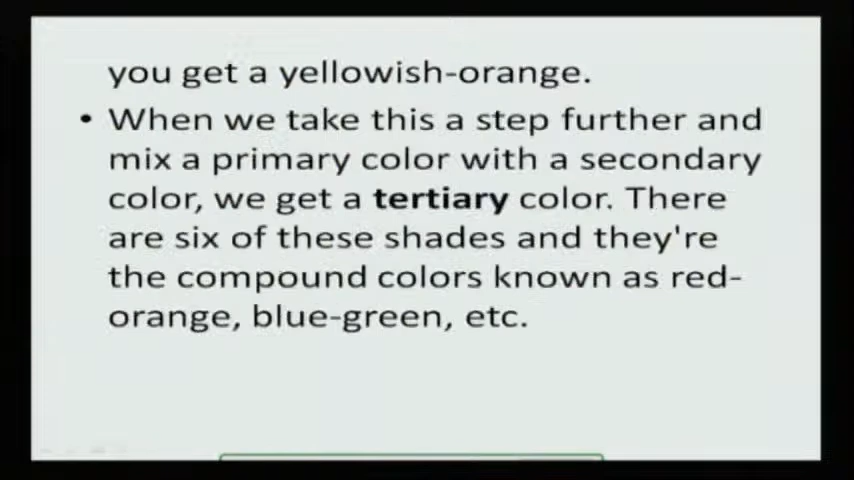 you get a yellowish-orange.
• When we take this a step further and
mix a primary color with a secondary
color, we get a tertiary color. There
are six of these shades and they're
the compound colors known as red-
orange, blue-green, etc.